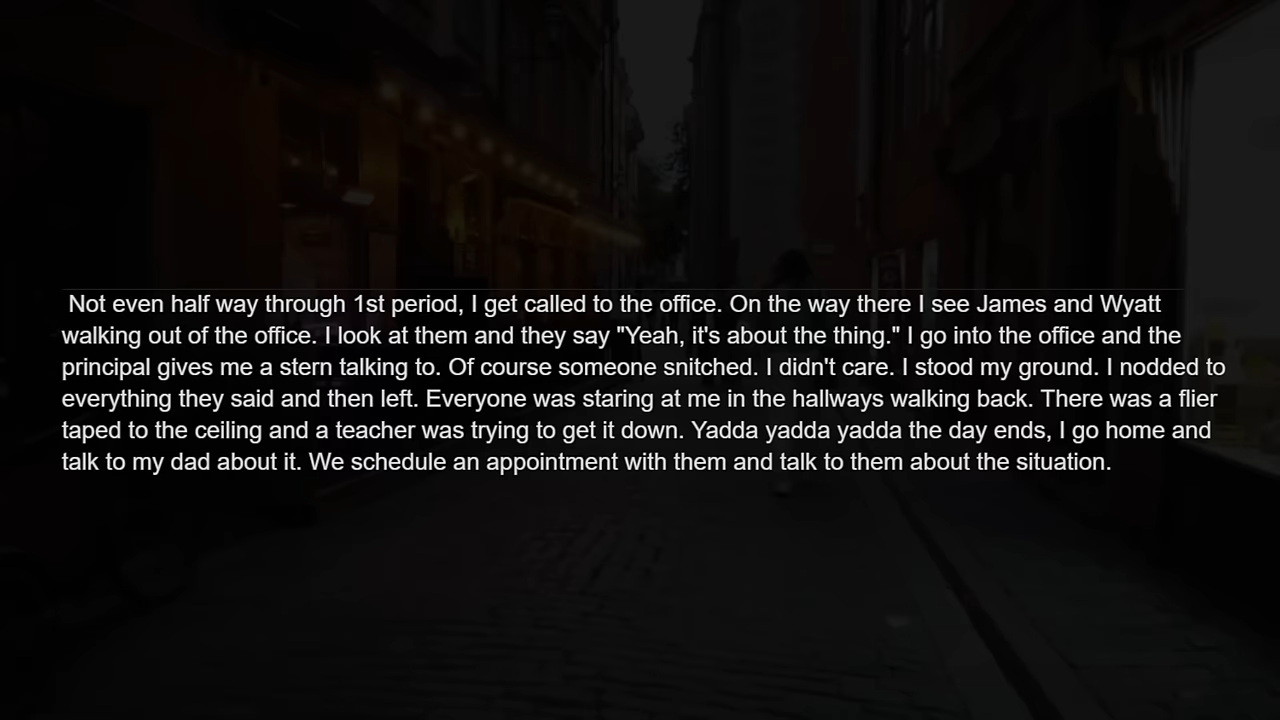 Not even half way through 1st period, I get called to the office. On the way there I see James and Wyatt
walking out of the office. I look at them and they say "Yeah, it's about the thing." I go into the office and the
principal gives me a stern talking to. Of course someone snitched. I didn't care. I stood my ground. I nodded to
everything they said and then left. Everyone was staring at me in the hallways walking back. There was a flier
taped to the ceiling and a teacher was trying to get it down. Yadda yadda yadda the day ends, I go home and
talk to my dad about it. We schedule an appointment with them and talk to them about the situation.